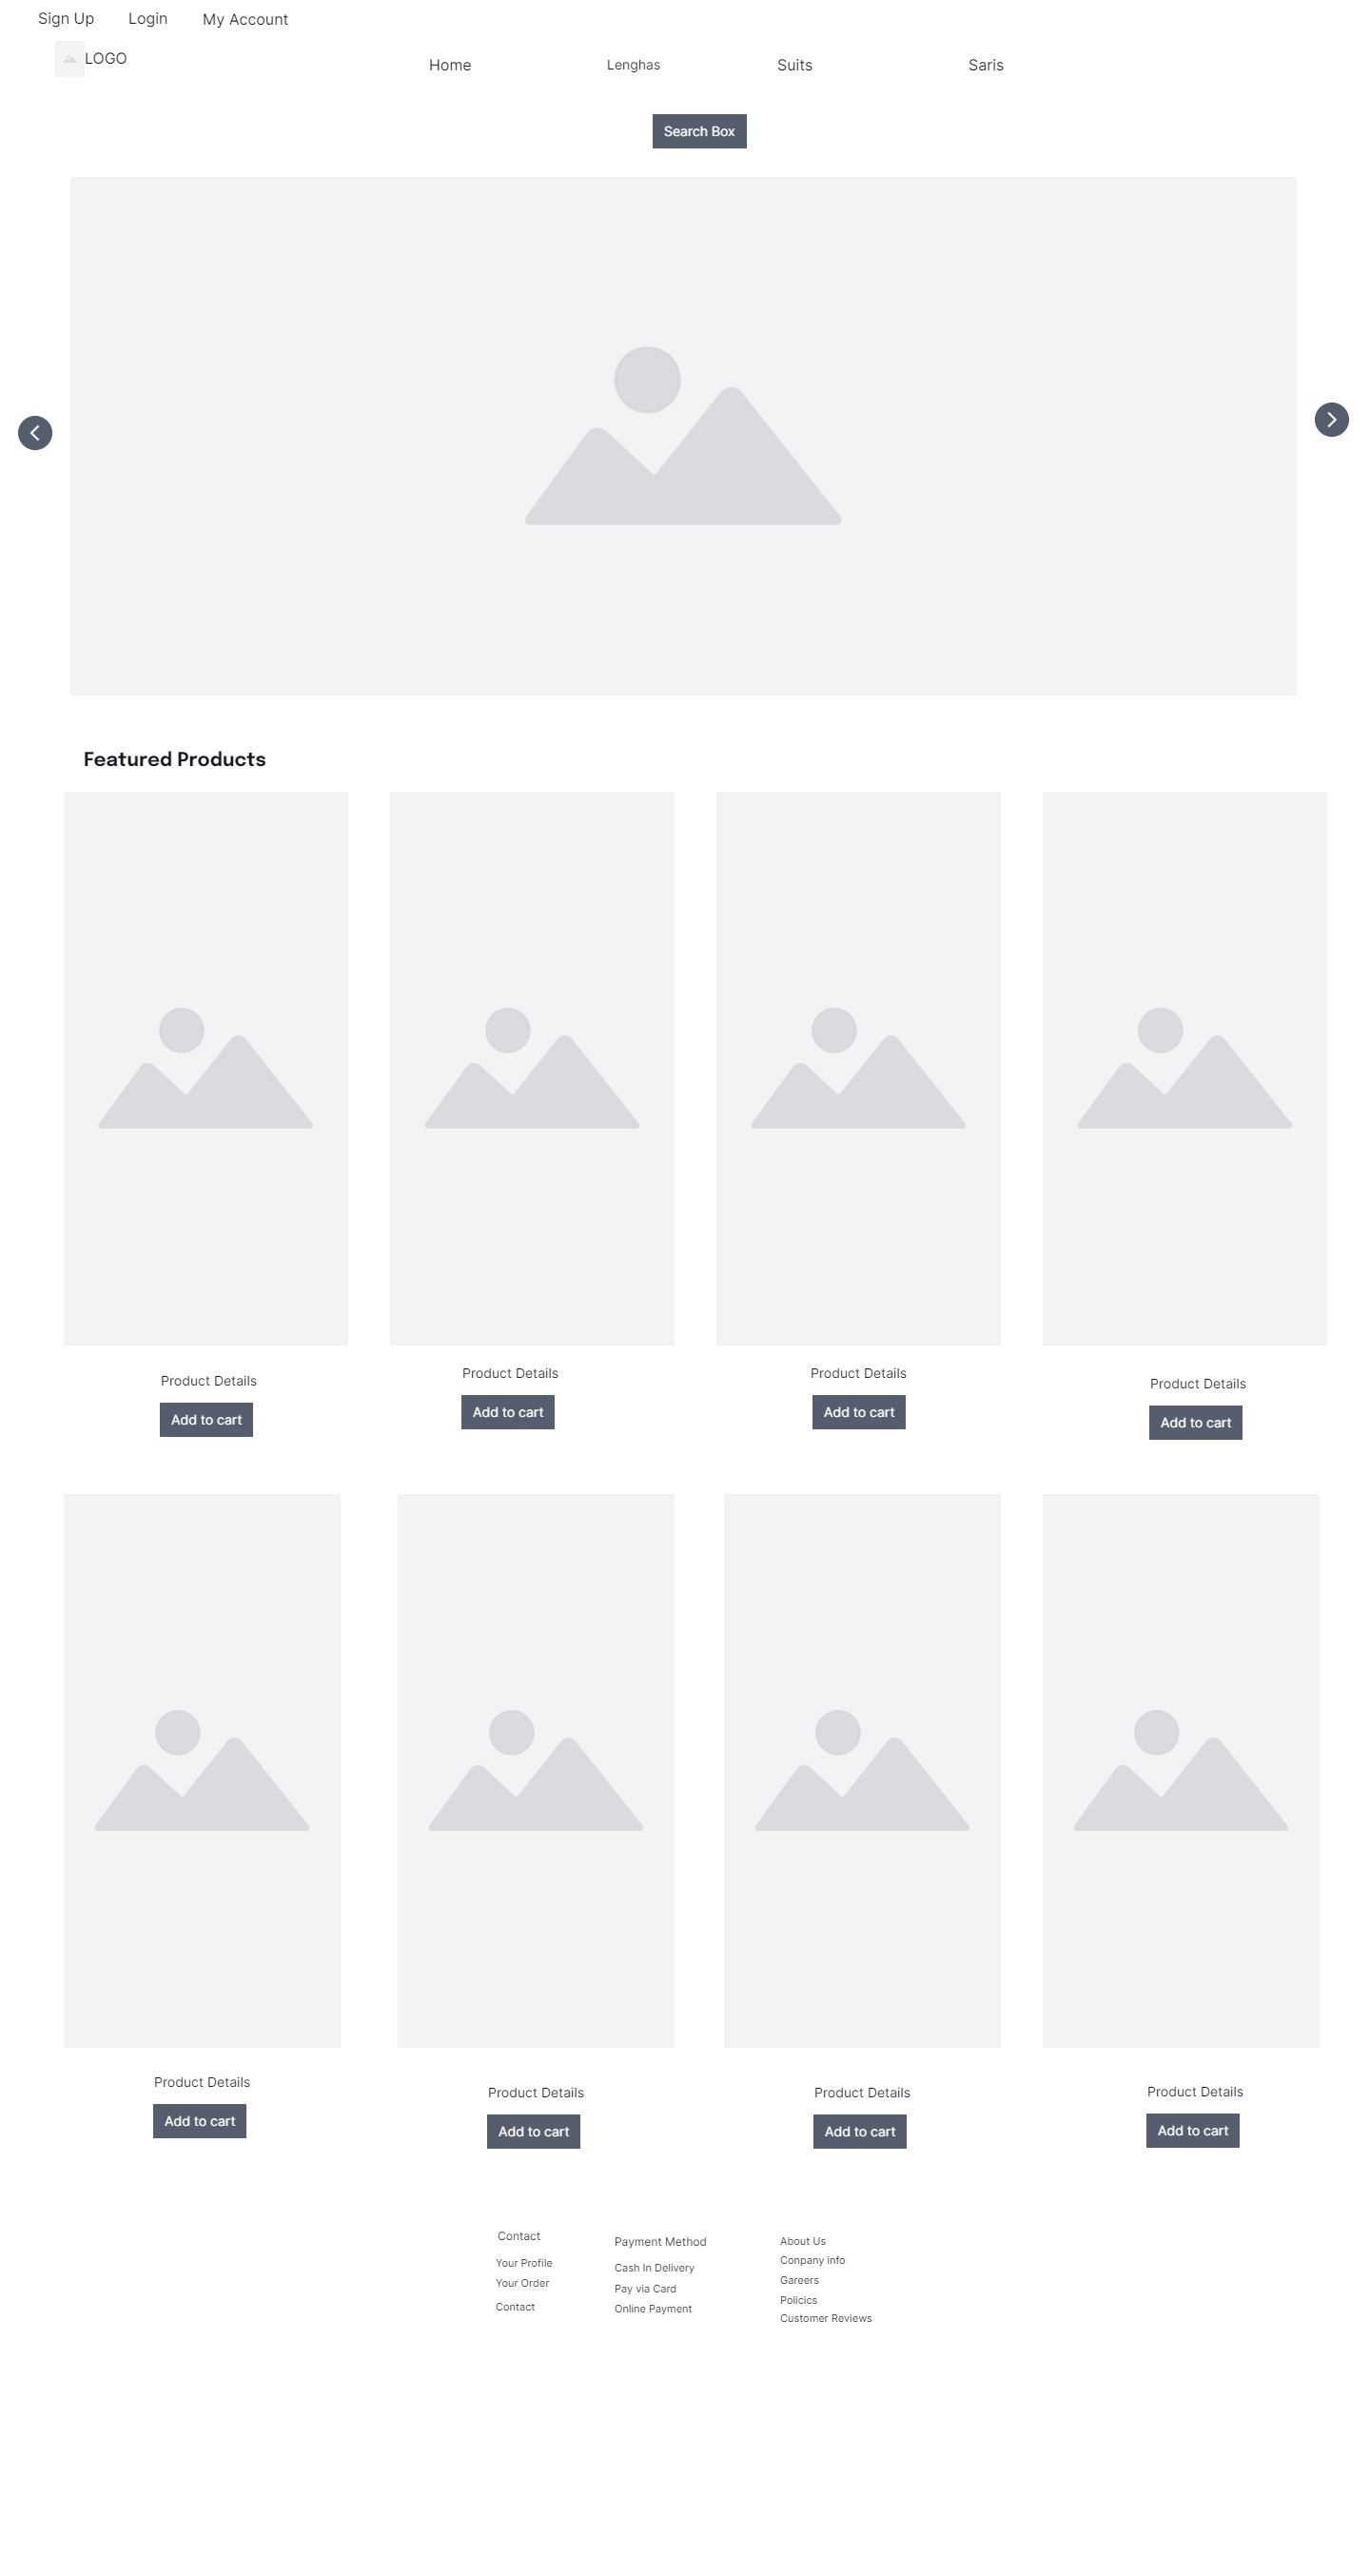 Sign Up Login My Account
LOGO
Home Lenghas Suits Saris
Search Box
Featured Products
Product Details Product Details Product Details Product Details
Add to cart Add to cart Add to cart Add to cart
Product Details Product Details Product Details Product Details
Add to cart Add to cart Add to cart Add to cart
Contact
Your Profile
Your Order
Contact
Payment Method
Cash In Delivery
Pay via Card
Online Payment
About Us
Conpany info
Gareers
Policics
Customer Reviews